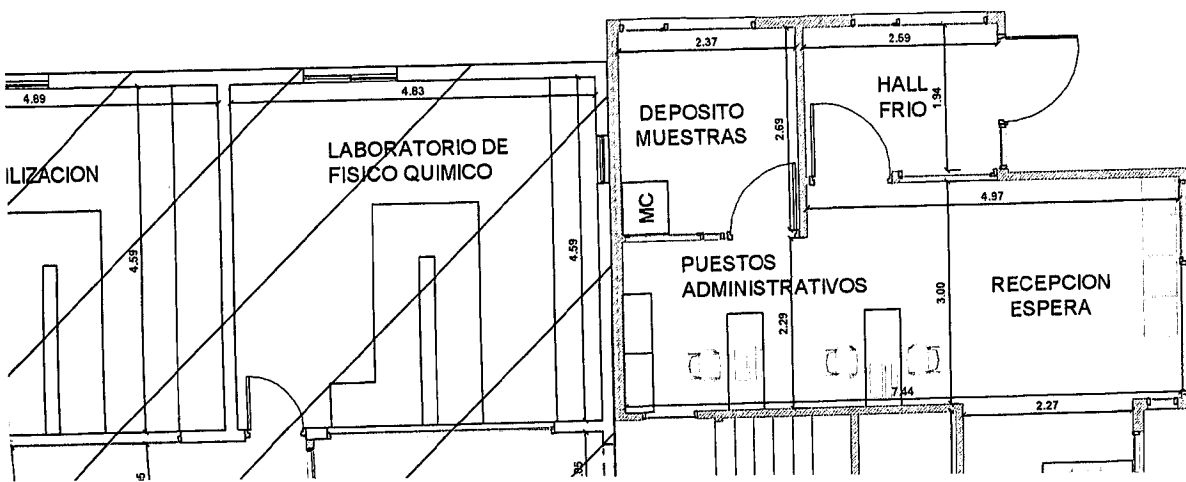 2.37
2.59
HALL
FRIO
1.94
4.89
4.83
DEPOSITO
MUESTRAS
2.69
LABORATORIO DE
FISICO QUIMICO
ILIZACION
MC
4.97
4.59
4.59
PUESTOS
ADMINISTRATIVOS
2.29
3.00
RECEPCION
ESPERA
7.44
2.27